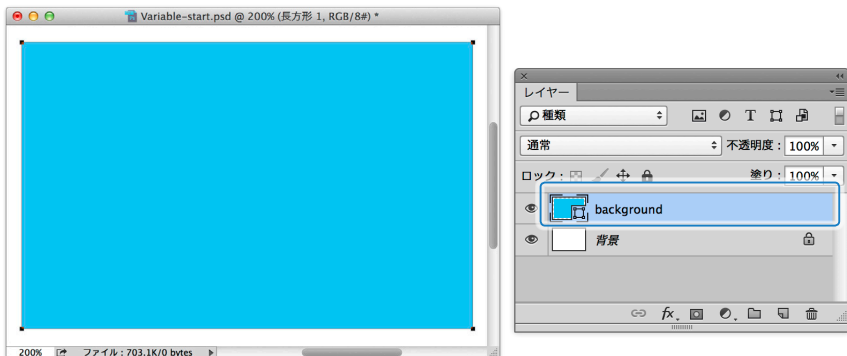 Variable-start.psd @ 200% (長方形 1, RGB/8#) *
レイヤー
種類
T
通常
不透明度 : 100%
ロック :
塗り : 100%
background
背景
fx
200%
ファイル : 703.1K/0 bytes